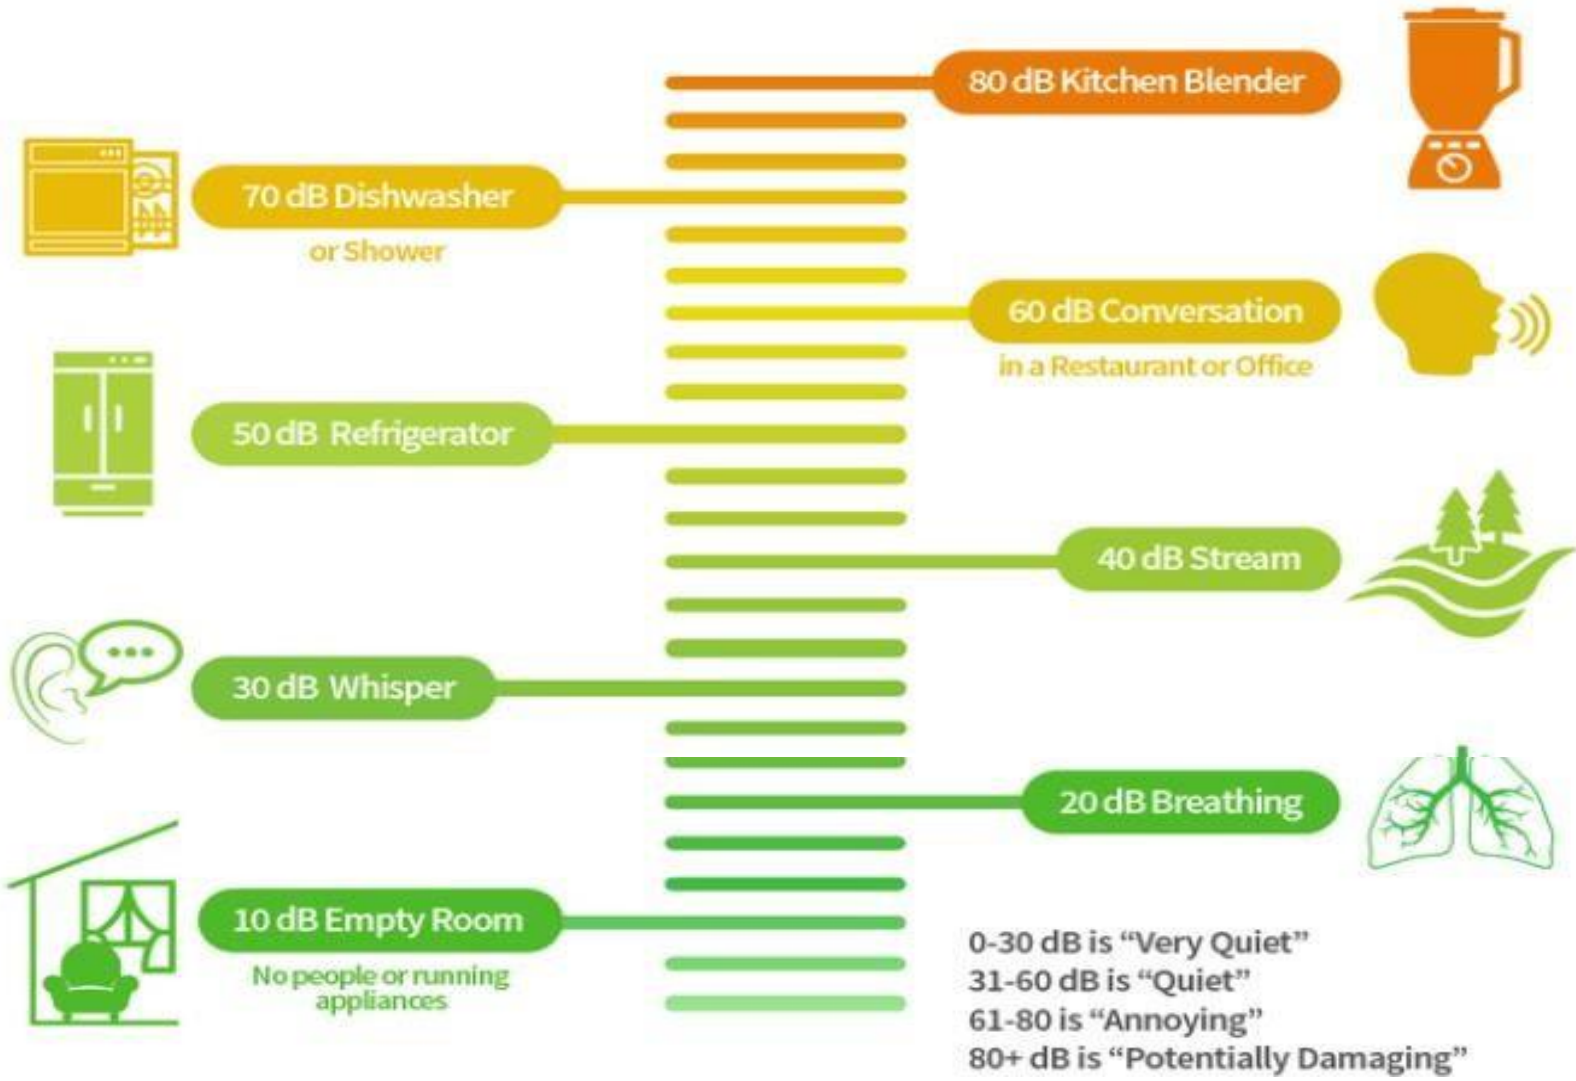 80 dB Kitchen Blender
70 dB Dishwasher
or Shower
60 dB Conversation
in a Restaurant or Office
50 dB Refrigerator
40 dB Stream
30 dB Whisper
20 dB Breathing
10 dB Empty Room
No people or running
appliances
0-30 dB is “Very Quiet”
31-60 dB is “Quiet”
61-80 is “Annoying”
80+ dB is “Potentially Damaging”